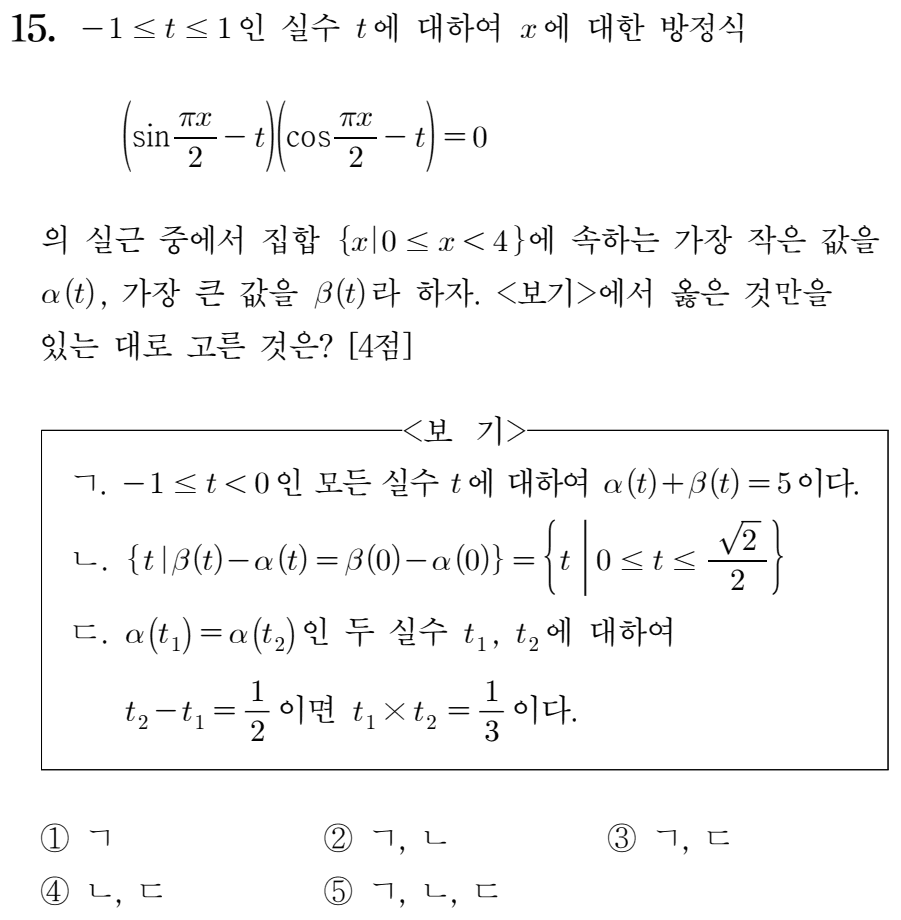 15. −1 ≤ t ≤ 1인 실수 t에 대하여 x에 대한 방정식
(sin πx/2 − t)(cos πx/2 − t) = 0
의 실근 중에서 집합 {x|0 ≤ x < 4}에 속하는 가장 작은 값을
α(t), 가장 큰 값을 β(t)라 하자. <보기>에서 옳은 것만을
있는 대로 고른 것은? [4점]
<보 기>
ㄱ. −1 ≤ t < 0인 모든 실수 t에 대하여 α(t)+β(t)=5이다.
ㄴ. {t|β(t)−α(t)=β(0)−α(0)} = {t | 0 ≤ t ≤ √2/2}
ㄷ. α(t₁)=α(t₂)인 두 실수 t₁, t₂에 대하여
t₂−t₁ = 1/2 이면 t₁×t₂ = 1/3 이다.
① ㄱ ② ㄱ, ㄴ ③ ㄱ, ㄷ
④ ㄴ, ㄷ ⑤ ㄱ, ㄴ, ㄷ